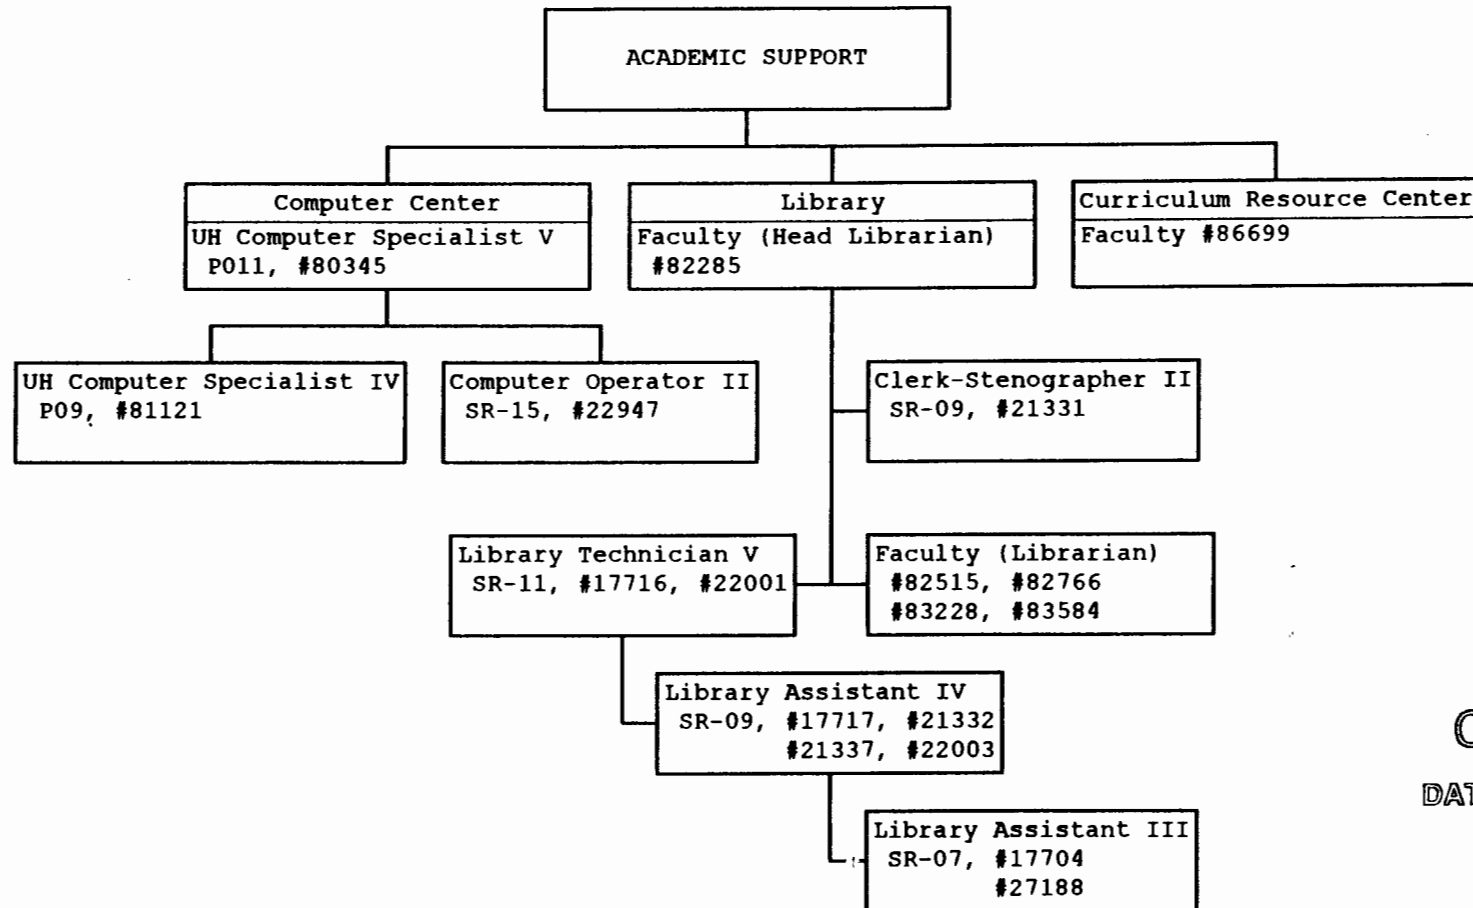 ACADEMIC SUPPORT
Computer Center
UH Computer Specialist V
P011, #80345
Library
Faculty (Head Librarian)
#82285
Curriculum Resource Center
Faculty #86699
UH Computer Specialist IV
P09, #81121
Computer Operator II
SR-15, #22947
Clerk-Stenographer II
SR-09, #21331
Library Technician V
SR-11, #17716, #22001
Faculty (Librarian)
#82515, #82766
#83228, #83584
Library Assistant IV
SR-09, #17717, #21332
#21337, #22003
Library Assistant III
SR-07, #17704
#27188